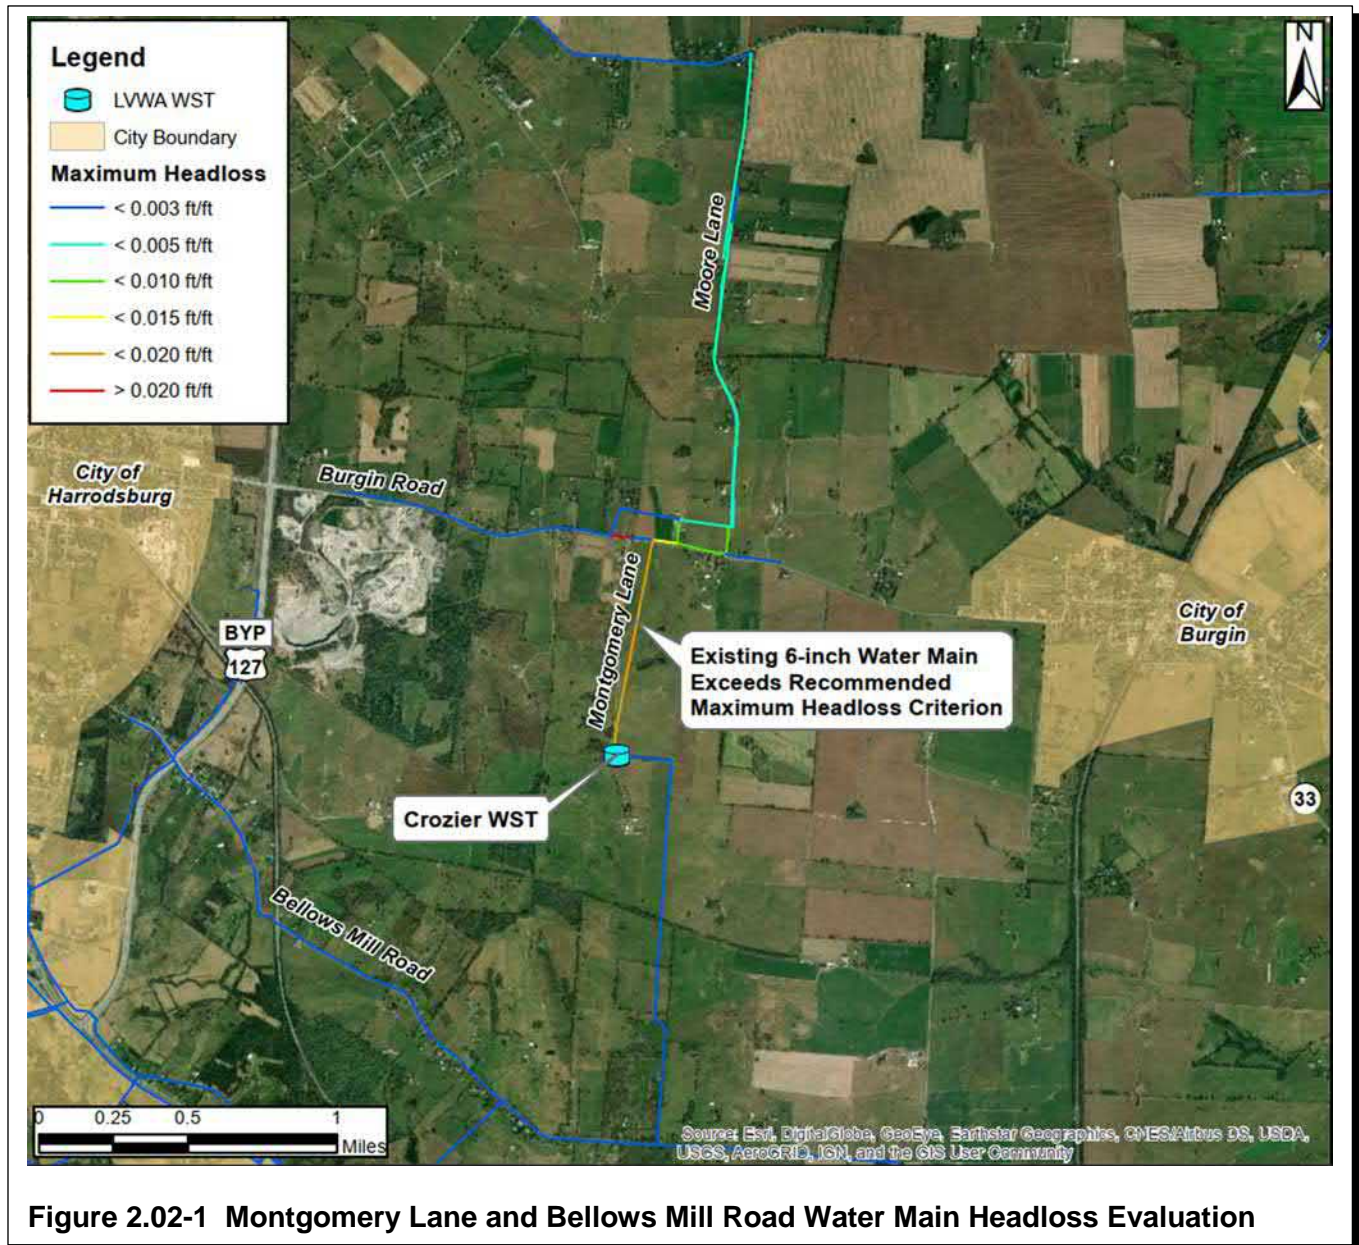 N
Legend
LVWA WST
City Boundary
Maximum Headloss
< 0.003 ft/ft
< 0.005 ft/ft
< 0.010 ft/ft
< 0.015 ft/ft
< 0.020 ft/ft
> 0.020 ft/ft
Moore Lane
City of
Harrodsburg
Burgin Road
Montgomery Lane
City of
Burgin
BYP
127
Existing 6-inch Water Main
Exceeds Recommended
Maximum Headloss Criterion
33
Crozier WST
Bellows Mill Road
0 0.25 0.5 1
Miles
Source: Esri, DigitalGlobe, GeoEye, Earthstar Geographics, CNES/Airbus DS, USDA,
USGS, AeroGRID, IGN, and the GIS User Community
Figure 2.02-1 Montgomery Lane and Bellows Mill Road Water Main Headloss Evaluation